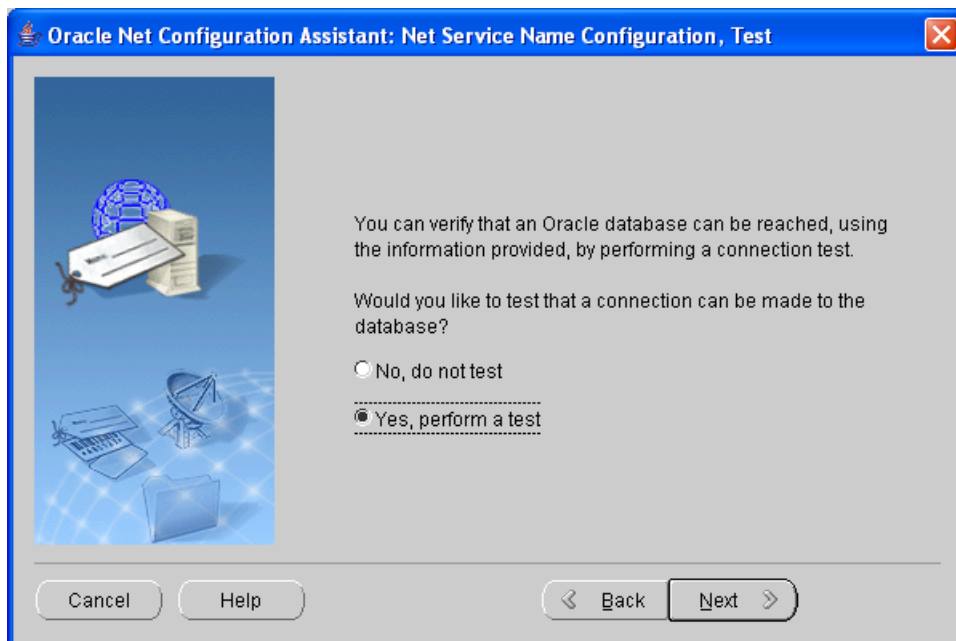 Oracle Net Configuration Assistant: Net Service Name Configuration, Test
You can verify that an Oracle database can be reached, using
the information provided, by performing a connection test.
Would you like to test that a connection can be made to the
database?
No, do not test
Yes, perform a test
Cancel
Help
Back
Next